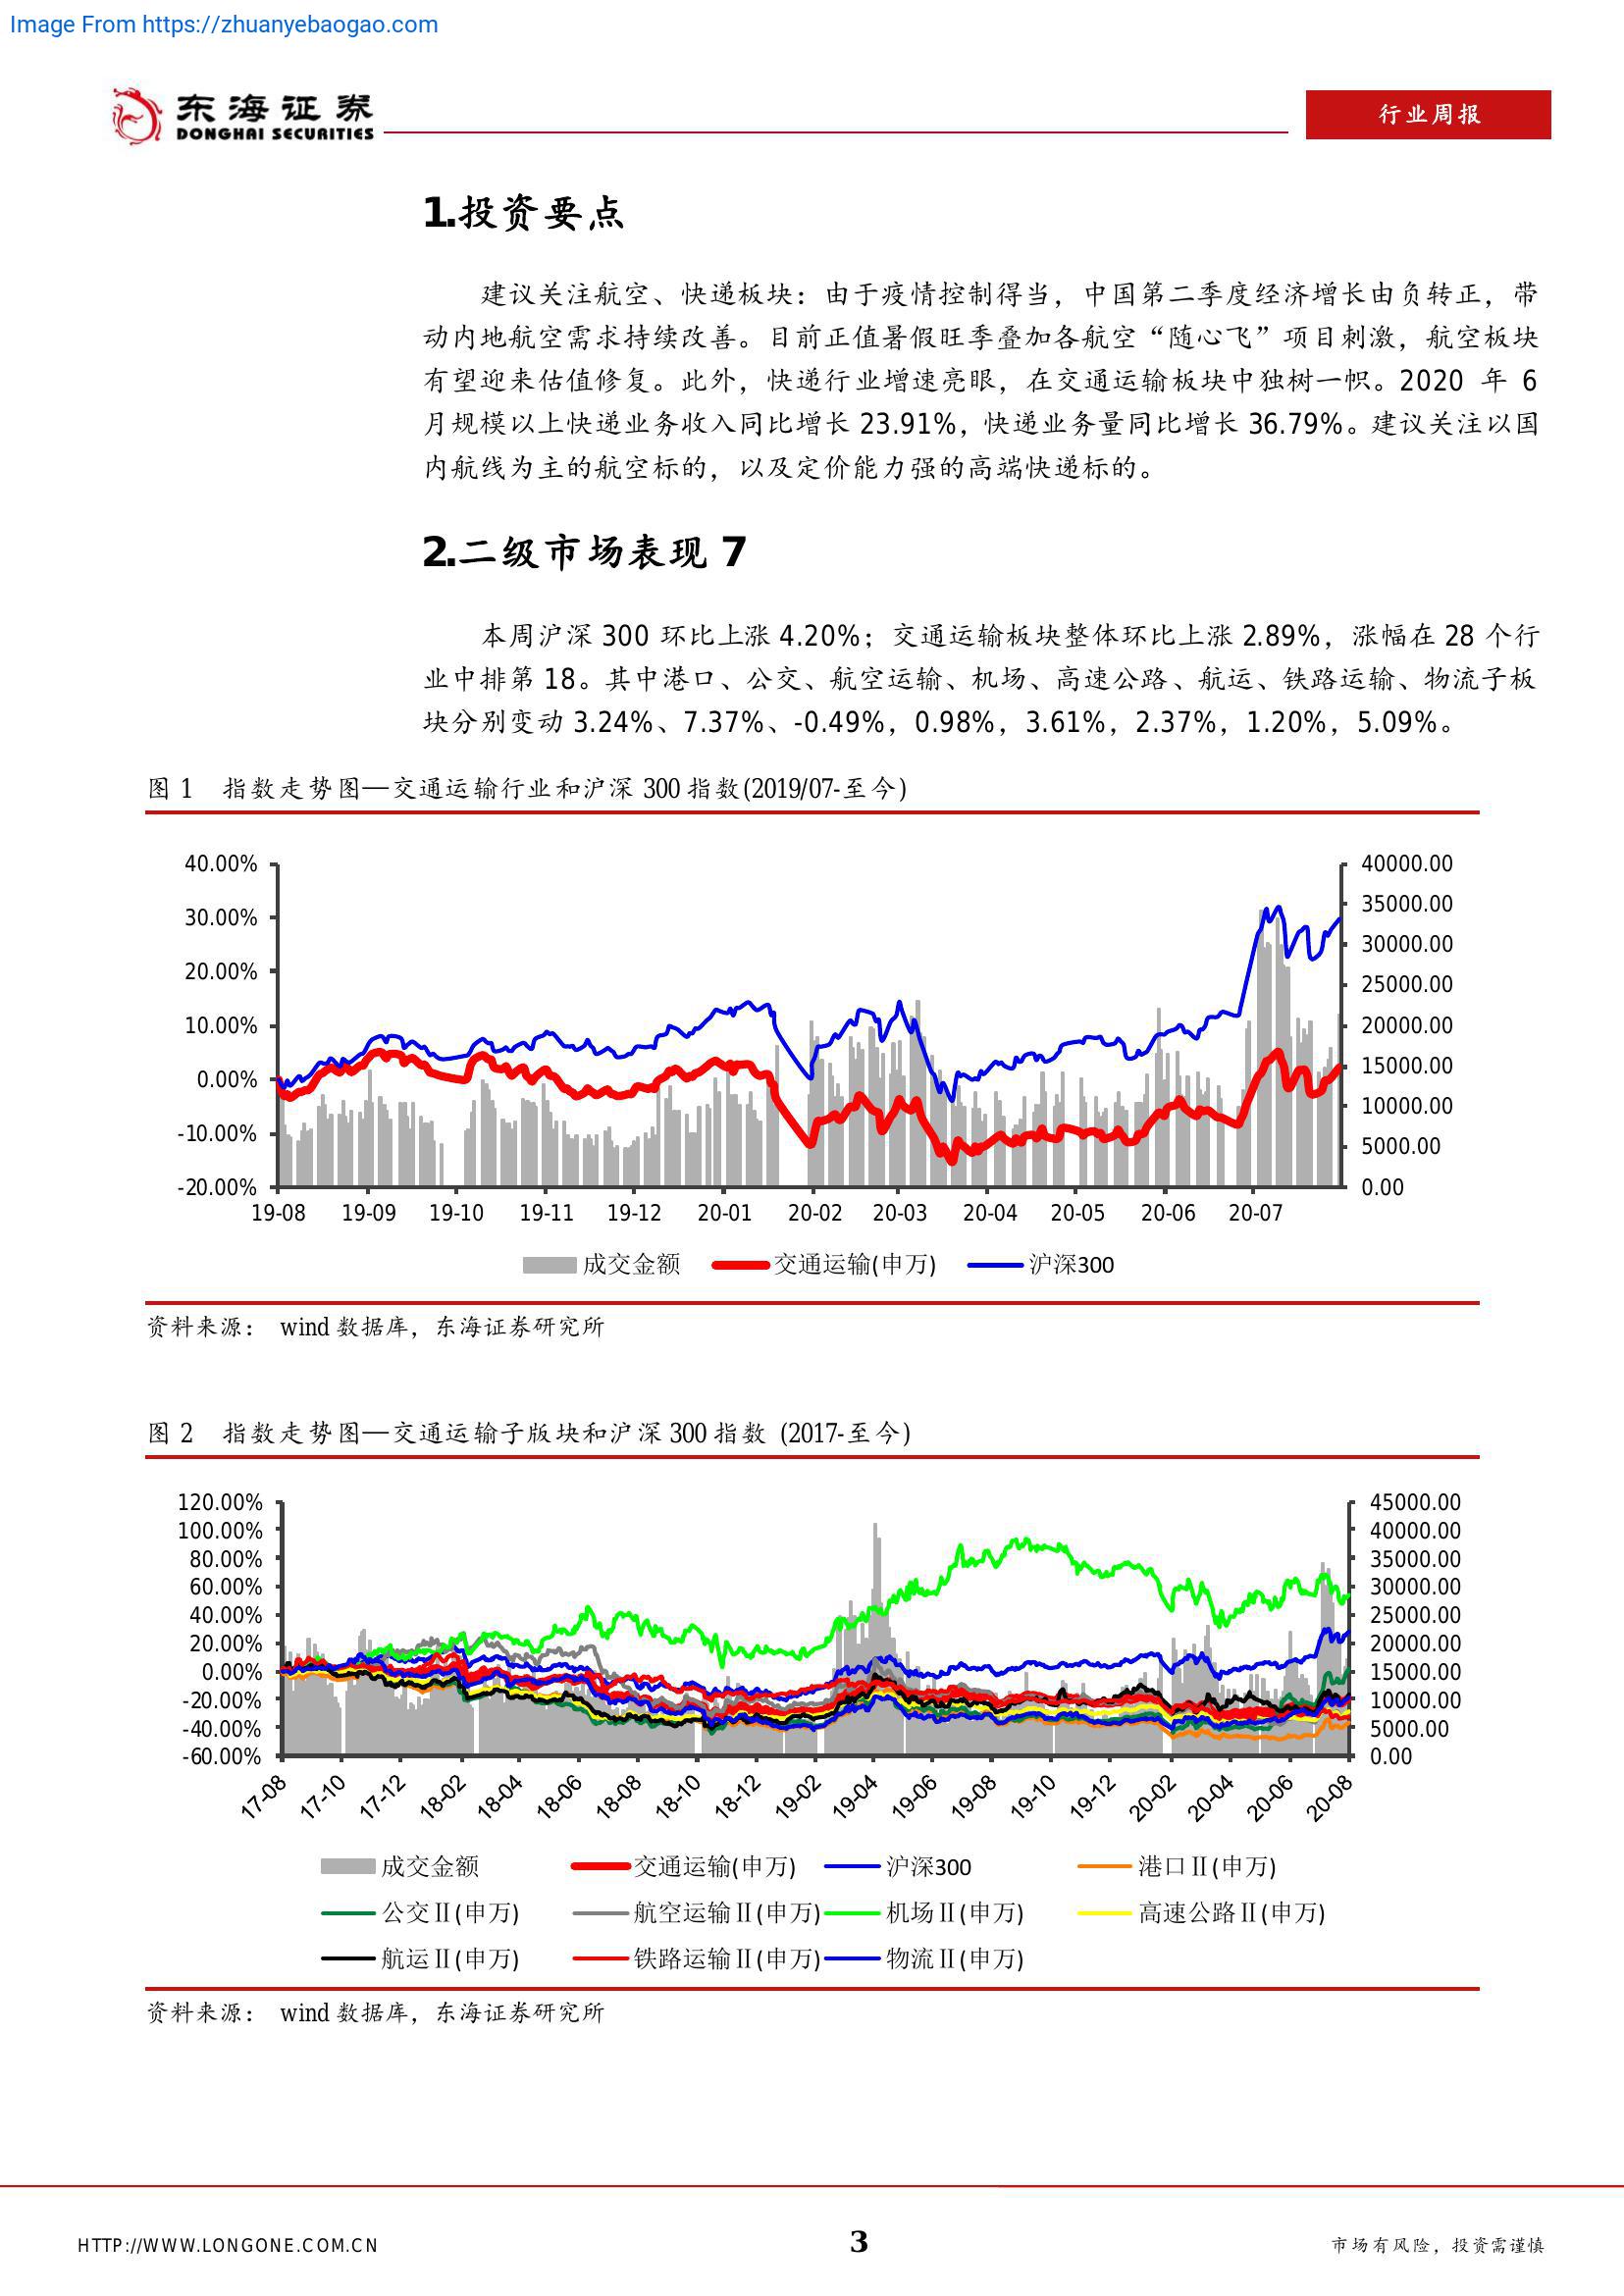 Image From https://zhuanyebaogao.com
东海证券
DONGHAI SECURITIES
行业周报
1.投资要点
建议关注航空、快递板块：由于疫情控制得当，中国第二季度经济增长由负转正，带
动内地航空需求持续改善。目前正值暑假旺季叠加各航空“随心飞”项目刺激，航空板块
有望迎来估值修复。此外，快递行业增速亮眼，在交通运输板块中独树一帜。2020 年 6
月规模以上快递业务收入同比增长 23.91%，快递业务量同比增长 36.79%。建议关注以国
内航线为主的航空标的，以及定价能力强的高端快递标的。
2.二级市场表现 7
本周沪深 300 环比上涨 4.20%；交通运输板块整体环比上涨 2.89%，涨幅在 28 个行
业中排第 18。其中港口、公交、航空运输、机场、高速公路、航运、铁路运输、物流子板
块分别变动 3.24%、7.37%、-0.49%，0.98%，3.61%，2.37%，1.20%，5.09%。
图 1 指数走势图—交通运输行业和沪深 300 指数(2019/07-至今)
40.00% 40000.00
30.00% 35000.00
20.00% 30000.00
10.00% 25000.00
0.00% 20000.00
-10.00% 15000.00
-20.00% 10000.00
5000.00
0.00
19-08 19-09 19-10 19-11 19-12 20-01 20-02 20-03 20-04 20-05 20-06 20-07
成交金额 交通运输(申万) 沪深300
资料来源： wind 数据库，东海证券研究所
图 2 指数走势图—交通运输子版块和沪深 300 指数 (2017-至今)
120.00% 45000.00
100.00% 40000.00
80.00% 35000.00
60.00% 30000.00
40.00% 25000.00
20.00% 20000.00
0.00% 15000.00
-20.00% 10000.00
-40.00% 5000.00
-60.00% 0.00
17-08 17-10 17-12 18-02 18-04 18-06 18-08 18-10 18-12 19-02 19-04 19-06 19-08 19-10 19-12 20-02 20-04 20-06 20-08
成交金额 交通运输(申万) 沪深300 港口Ⅱ(申万)
公交Ⅱ(申万) 航空运输Ⅱ(申万) 机场Ⅱ(申万) 高速公路Ⅱ(申万)
航运Ⅱ(申万) 铁路运输Ⅱ(申万) 物流Ⅱ(申万)
资料来源： wind 数据库，东海证券研究所
HTTP://WWW.LONGONE.COM.CN 3 市场有风险，投资需谨慎